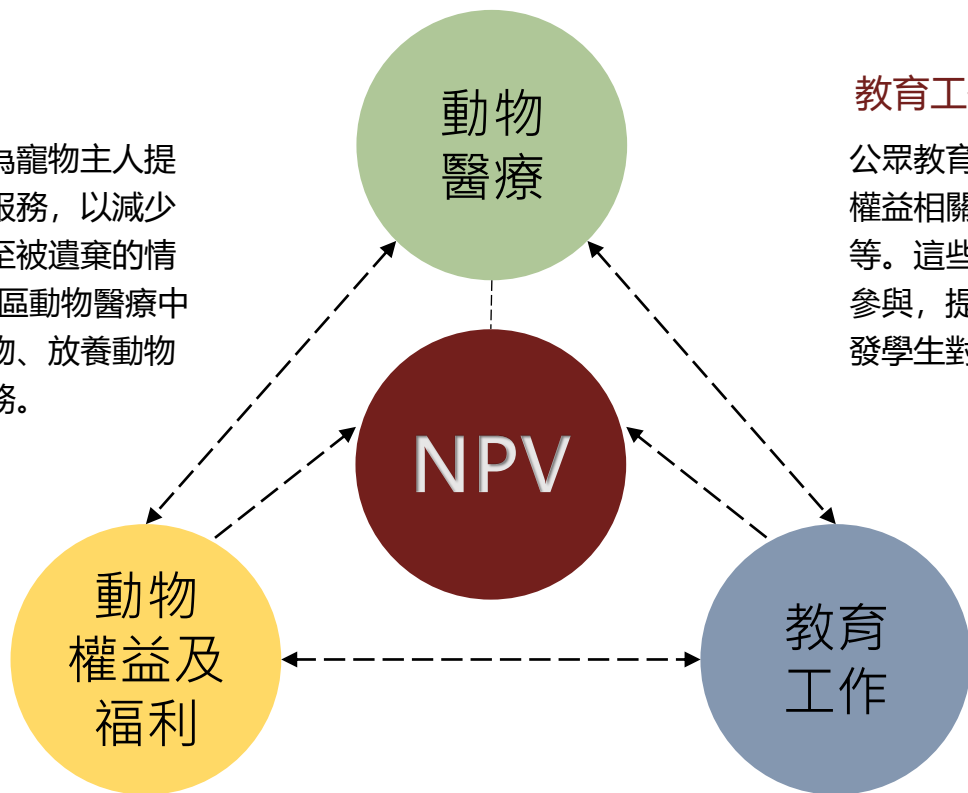 動物
醫療
為寵物主人提
服務，以減少
至被遺棄的情
區動物醫療中
物、放養動物
務。
教育工
公眾教育
權益相關
等。這些
參與，提
發學生對
NPV
動物
權益及
福利
教育
工作